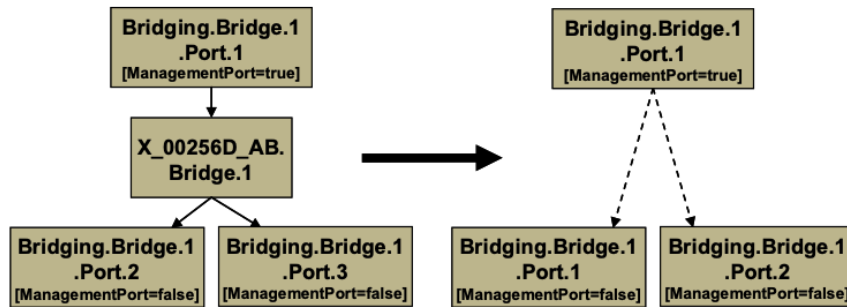 Bridging.Bridge.1
.Port.1
[ManagementPort=true]
X_00256D_AB.
Bridge.1
Bridging.Bridge.1
.Port.2
[ManagementPort=false]
Bridging.Bridge.1
.Port.3
[ManagementPort=false]
Bridging.Bridge.1
.Port.1
[ManagementPort=true]
Bridging.Bridge.1
.Port.1
[ManagementPort=false]
Bridging.Bridge.1
.Port.2
[ManagementPort=false]